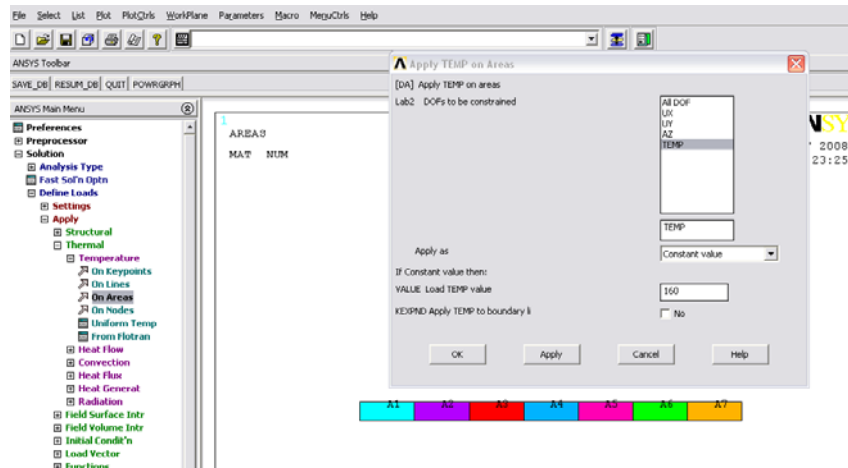 File Select List Plot PlotCtrls WorkPlane Parameters Macro MenuCtrls Help
ANSYS Toolbar
SAVE_DB RESUM_DB QUIT POWRGRPH
ANSYS Main Menu
Preferences
Preprocessor
Solution
Analysis Type
Fast Sol'n Optn
Define Loads
Settings
Apply
Structural
Thermal
Temperature
On Keypoints
On Lines
On Areas
On Nodes
Uniform Temp
From Flotran
Heat Flow
Convection
Heat Flux
Heat Generat
Radiation
Field Surface Intr
Field Volume Intr
Initial Condit'n
Load Vector
Functions
1
AREAS
MAT NUM
NSY
2008
23:25
Apply TEMP on Areas
[DA] Apply TEMP on areas
Lab2 DOFs to be constrained
All DOF
UX
UY
AZ
TEMP
TEMP
Apply as
Constant value
If Constant value then:
VALUE Load TEMP value
160
KEXPND Apply TEMP to boundary li
No
OK Apply Cancel Help
A1 A2 A3 A4 A5 A6 A7